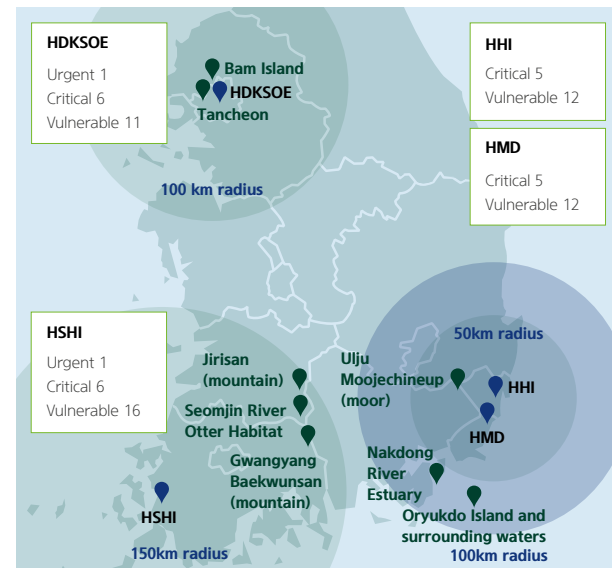 HDKSOE
Urgent 1
Critical 6
Vulnerable 11
Bam Island
HDKSOE
Tancheon
100 km radius
HHI
Critical 5
Vulnerable 12
HMD
Critical 5
Vulnerable 12
HSHI
Urgent 1
Critical 6
Vulnerable 16
Jirisan
(mountain)
Seomjin River
Otter Habitat
Gwangyang
Baekwunsan
(mountain)
HSHI
150km radius
50km radius
Ulju
Moojechineup
(moor)
HHI
HMD
Nakdong
River
Estuary
Oryukdo Island and
surrounding waters
100km radius